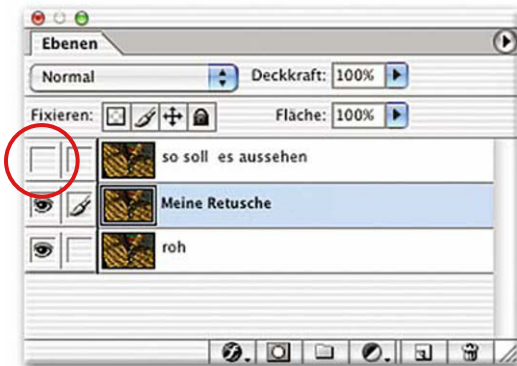 Ebenen
Normal Deckkraft: 100%
Fixieren: Fläche: 100%
so soll es aussehen
Meine Retusche
roh